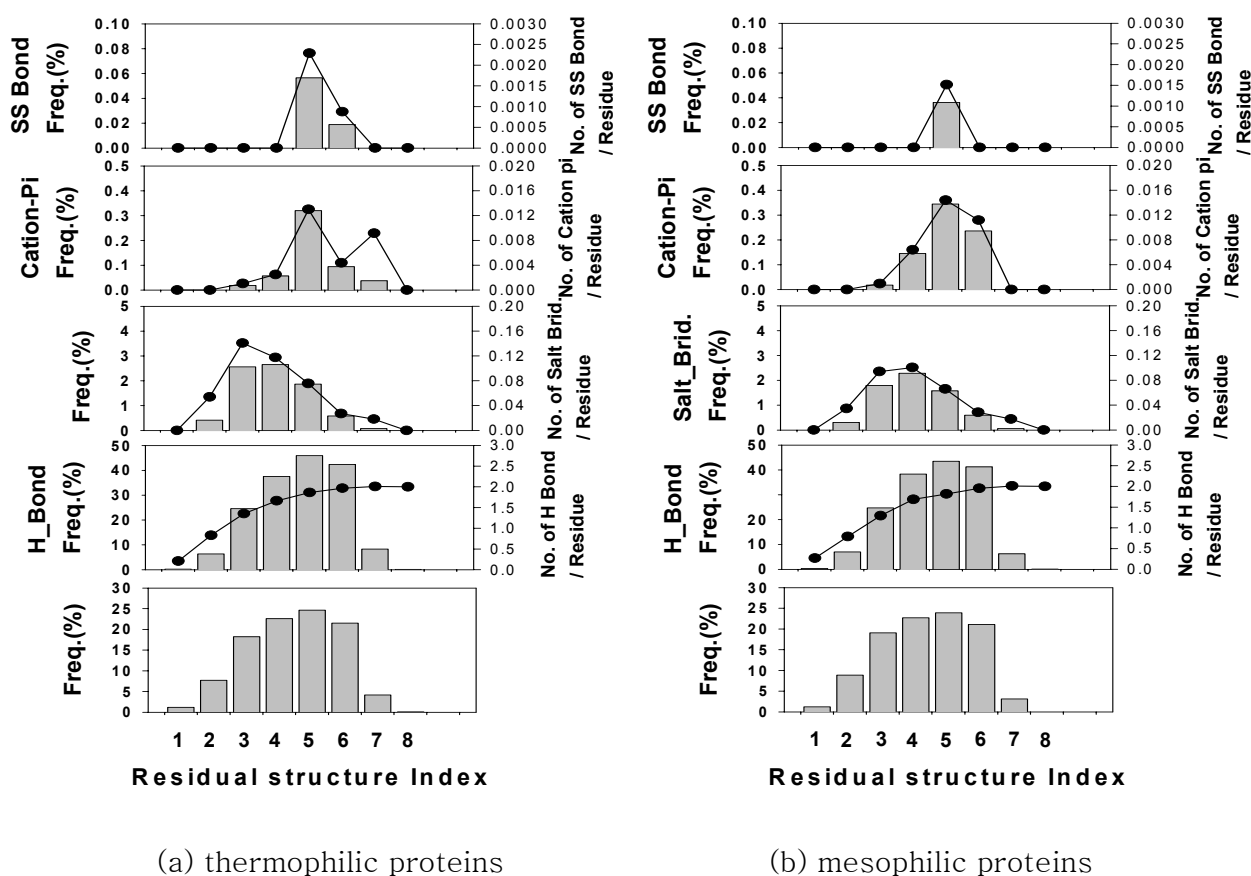 SS Bond
Freq.(%)
0.10
0.08
0.06
0.04
0.02
0.00
0.0030
0.0025
0.0020
0.0015
0.0010
0.0005
0.0000
No. of SS Bond
/ Residue
Cation-Pi
Freq.(%)
0.5
0.4
0.3
0.2
0.1
0.0
0.020
0.016
0.012
0.008
0.004
0.000
No. of Cation pi
/ Residue
Freq.(%)
5
4
3
2
1
0
0.20
0.16
0.12
0.08
0.04
0.00
No. of Salt Brid.
/ Residue
H_Bond
Freq.(%)
50
40
30
20
10
0
3.0
2.5
2.0
1.5
1.0
0.5
0.0
No. of H Bond
/ Residue
Freq.(%)
30
25
20
15
10
5
0
1 2 3 4 5 6 7 8
Residual structure Index
(a) thermophilic proteins
SS Bond
Freq.(%)
0.10
0.08
0.06
0.04
0.02
0.00
0.0030
0.0025
0.0020
0.0015
0.0010
0.0005
0.0000
No. of SS Bond
/ Residue
Cation-Pi
Freq.(%)
0.5
0.4
0.3
0.2
0.1
0.0
0.020
0.016
0.012
0.008
0.004
0.000
No. of Cation pi
/ Residue
Salt_Brid.
Freq.(%)
5
4
3
2
1
0
0.20
0.16
0.12
0.08
0.04
0.00
No. of Salt Brid.
/ Residue
H_Bond
Freq.(%)
50
40
30
20
10
0
3.0
2.5
2.0
1.5
1.0
0.5
0.0
No. of H Bond
/ Residue
Freq.(%)
30
25
20
15
10
5
0
1 2 3 4 5 6 7 8
Residual structure Index
(b) mesophilic proteins